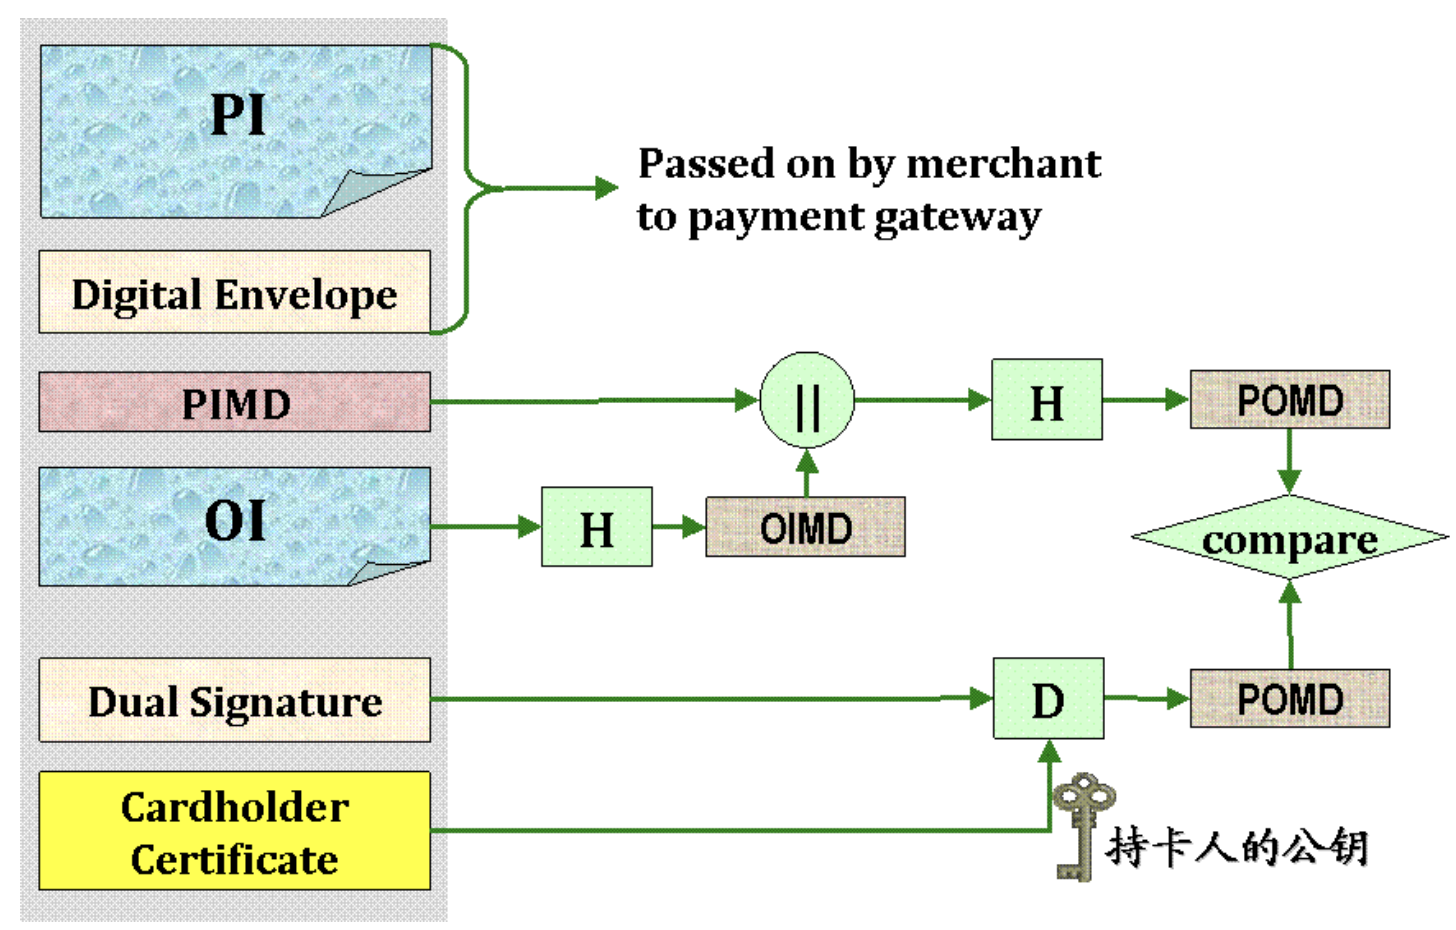 PI
Passed on by merchant
to payment gateway
Digital Envelope
PIMD
||
H
POMD
OI
H
OIMD
compare
Dual Signature
D
POMD
Cardholder
Certificate
持卡人的公钥